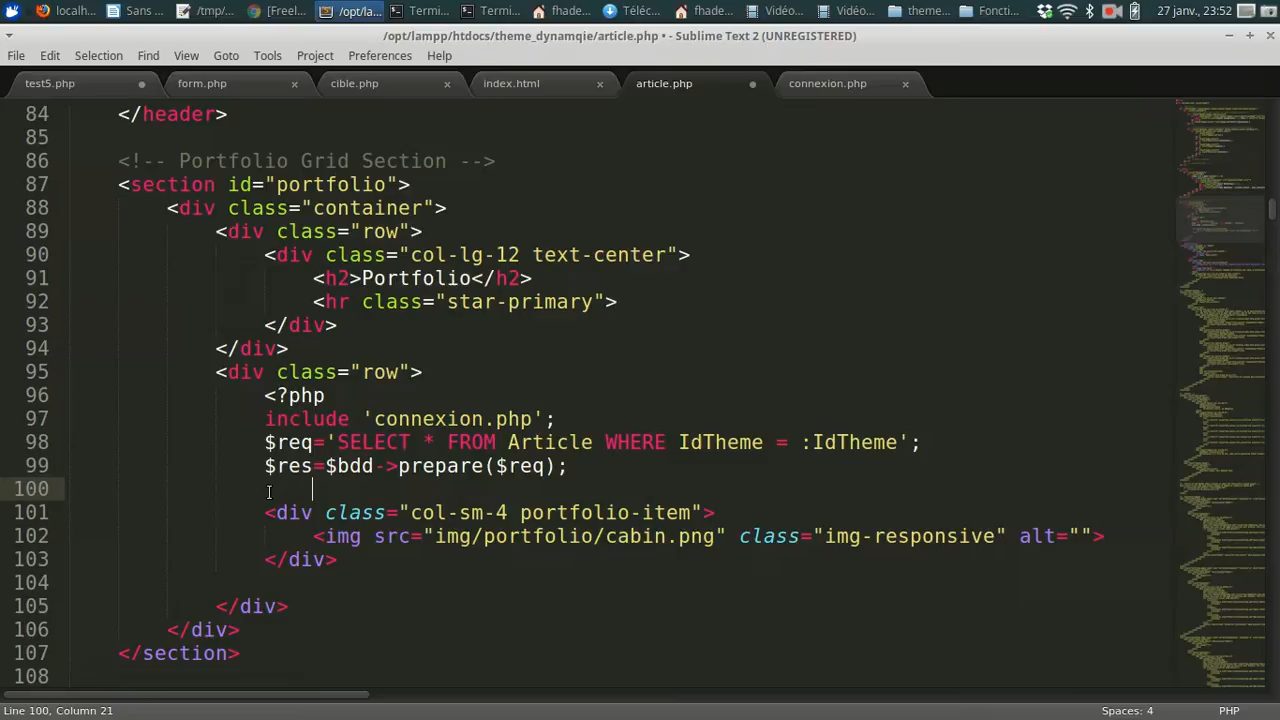 localh... Sans ... /tmp/... [Freel... /opt/la... Termi... Termi... fhade... Téléc... fhade... Vidéo... Vidéo... theme... Foncti... 27 janv., 23:52
/opt/lampp/htdocs/theme_dynamqie/article.php • - Sublime Text 2 (UNREGISTERED)
File Edit Selection Find View Goto Tools Project Preferences Help
test5.php form.php cible.php index.html article.php connexion.php
84 </header>
85
86 <!-- Portfolio Grid Section -->
87 <section id="portfolio">
88 <div class="container">
89 <div class="row">
90 <div class="col-lg-12 text-center">
91 <h2>Portfolio</h2>
92 <hr class="star-primary">
93 </div>
94 </div>
95 <div class="row">
96 <?php
97 include 'connexion.php';
98 $req='SELECT * FROM Article WHERE IdTheme = :IdTheme';
99 $res=$bdd->prepare($req);
100
101 <div class="col-sm-4 portfolio-item">
102 <img src="img/portfolio/cabin.png" class="img-responsive" alt="">
103 </div>
104
105 </div>
106 </div>
107 </section>
108
Line 100, Column 21 Spaces: 4 PHP